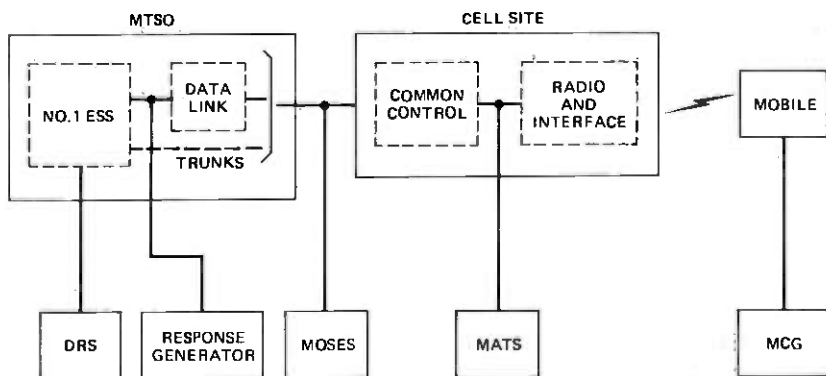 MTSO
CELL SITE
NO.1 ESS
DATA
LINK
TRUNKS
COMMON
CONTROL
RADIO
AND
INTERFACE
MOBILE
DRS
RESPONSE
GENERATOR
MOSES
MATS
MCG